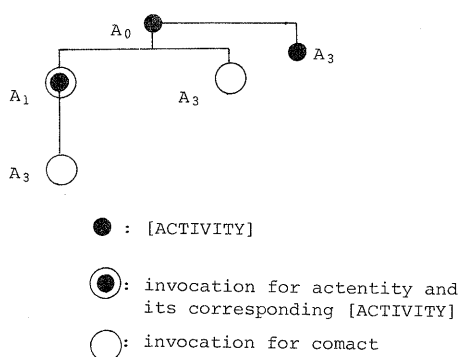 A0
A3
A1
A3
A3
: [ACTIVITY]
: invocation for actentity and
its corresponding [ACTIVITY]
: invocation for comact